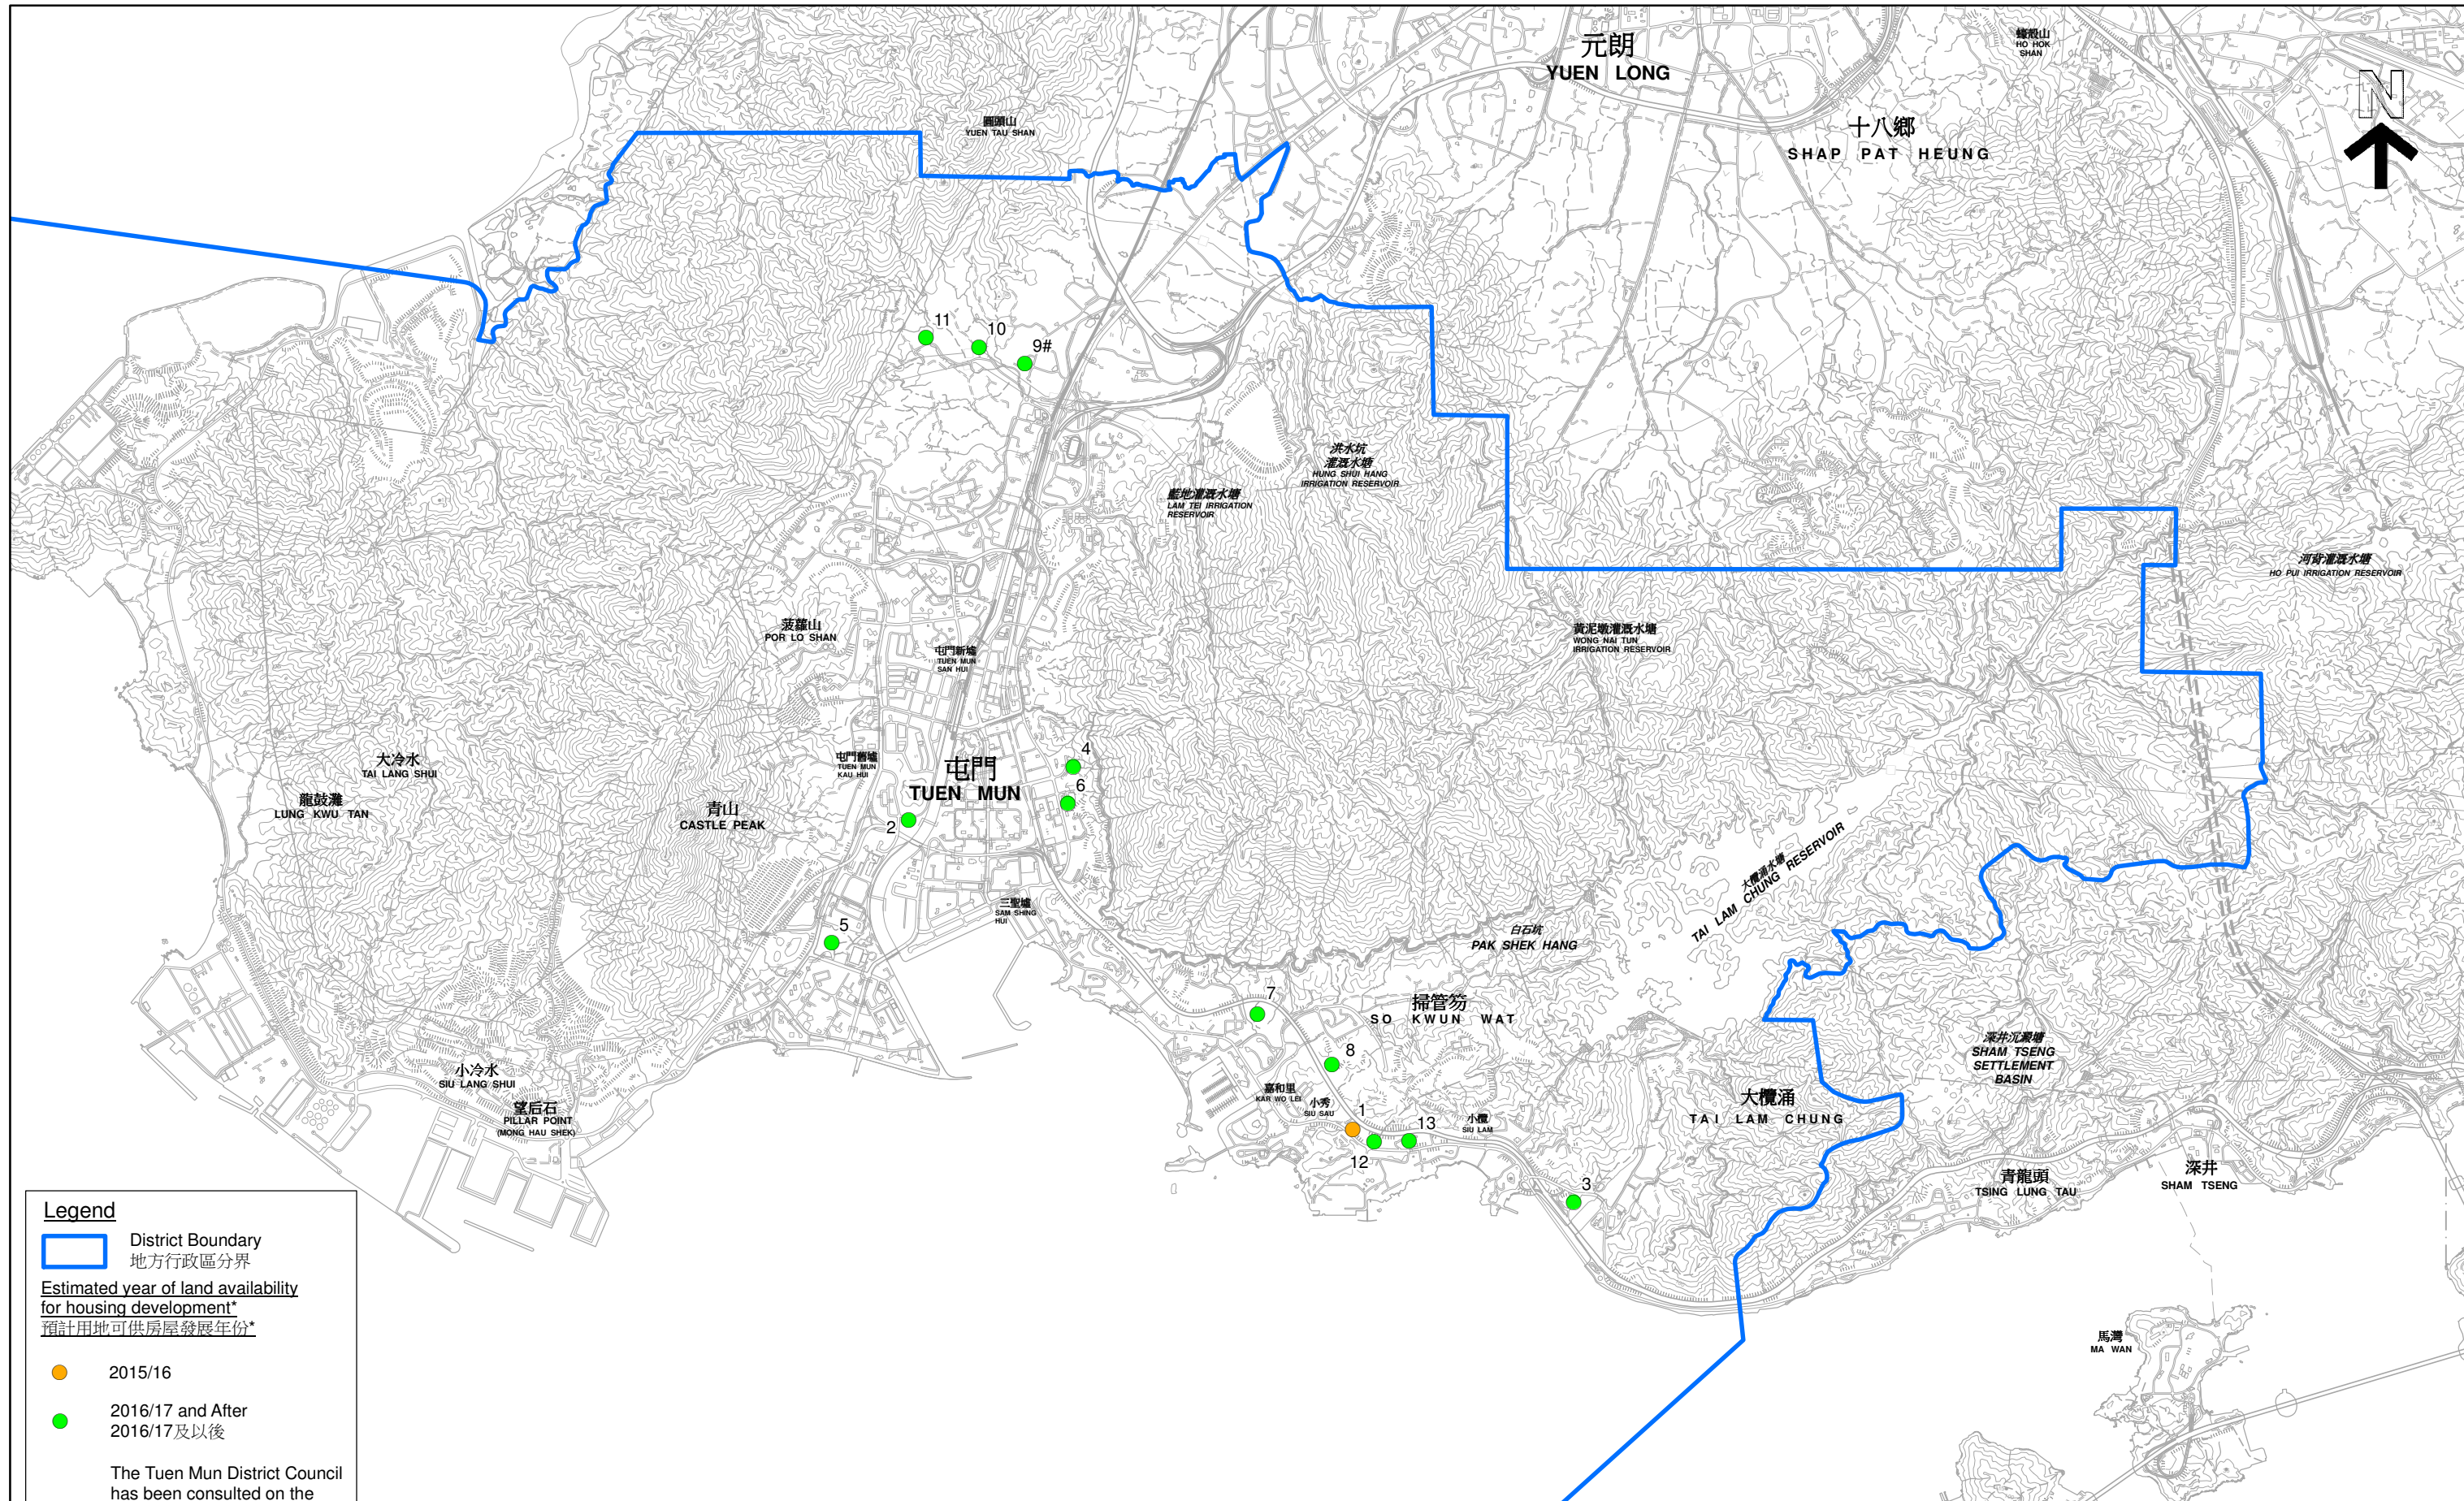 元朗
YUEN LONG
蠔殼山
HO HOK
SHAN
N
圓頭山
YUEN TAU SHAN
十八鄉
SHAP PAT HEUNG
11
10
9#
洪水坑
灌溉水塘
HUNG SHUI HANG
IRRIGATION RESERVOIR
藍地灌溉水塘
LAM TEI IRRIGATION
RESERVOIR
河背灌溉水塘
HO PUI IRRIGATION RESERVOIR
菠蘿山
POR LO SHAN
屯門新墟
TUEN MUN
SAN HUI
黃泥墩灌溉水塘
WONG NAI TUN
IRRIGATION RESERVOIR
大冷水
TAI LANG SHUI
屯門舊墟
TUEN MUN
KAU HUI
屯門
TUEN MUN
4
6
龍鼓灘
LUNG KWU TAN
青山
CASTLE PEAK
2
大欖涌水塘
TAI LAM CHUNG RESERVOIR
三聖墟
SAM SHING
HUI
5
白石坑
PAK SHEK HANG
7
掃管笏
SO KWUN WAT
8
深井沉澱塘
SHAM TSENG
SETTLEMENT
BASIN
小冷水
SIU LANG SHUI
嘉和里
KAR WO LEI
小秀
SIU SAU
1
13
12
小欖
SIU LAM
大欖涌
TAI LAM CHUNG
望后石
PILLAR POINT
(MONG HAU SHEK)
3
青龍頭
TSING LUNG TAU
深井
SHAM TSENG
馬灣
MA WAN
Legend
District Boundary
地方行政區分界
Estimated year of land availability
for housing development*
預計用地可供房屋發展年份*
2015/16
2016/17 and After
2016/17及以後
The Tuen Mun District Council
has been consulted on the